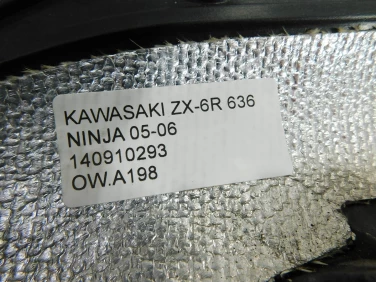 KAWASAKI ZX-6R 636
NINJA 05-06
140910293
OW.A198